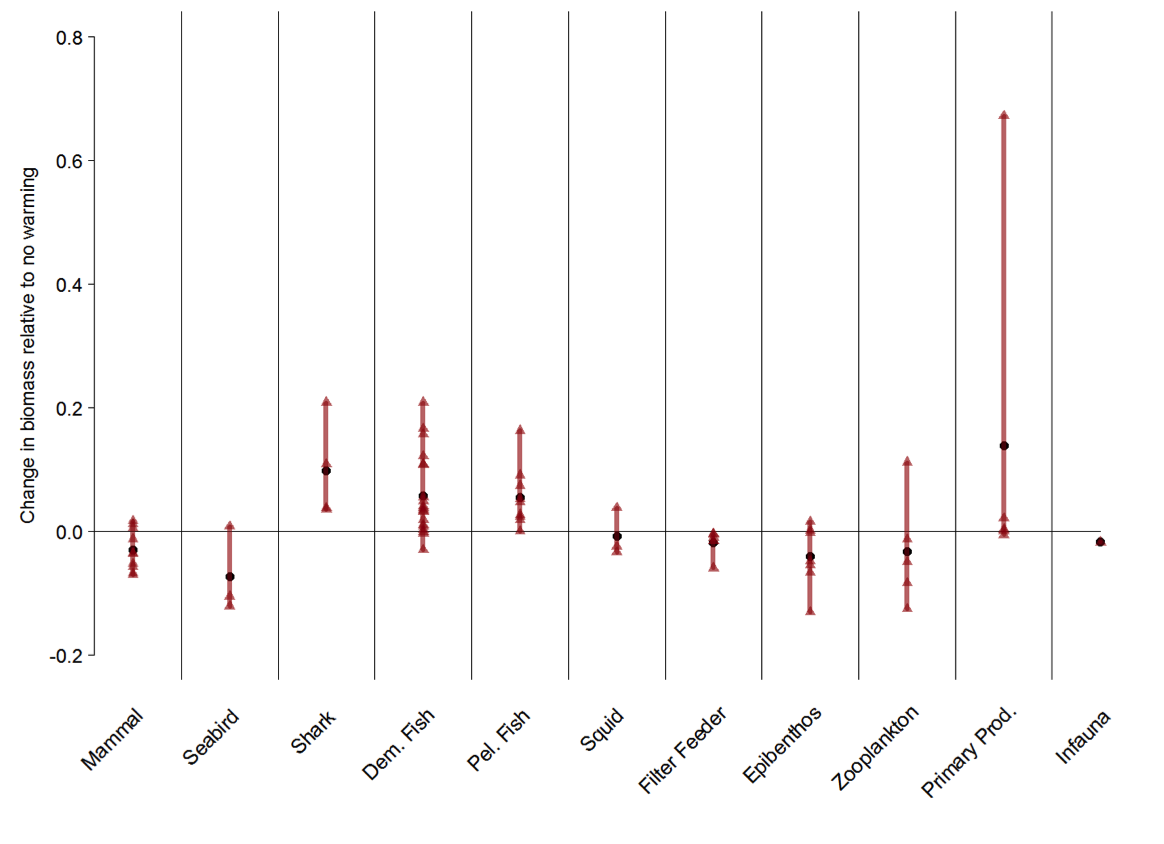 Change in biomass relative to no warming
0.8
0.6
0.4
0.2
0.0
-0.2
Mammal
Seabird
Shark
Dem. Fish
Pel. Fish
Squid
Filter Feeder
Epibenthos
Zooplankton
Primary Prod.
Infauna